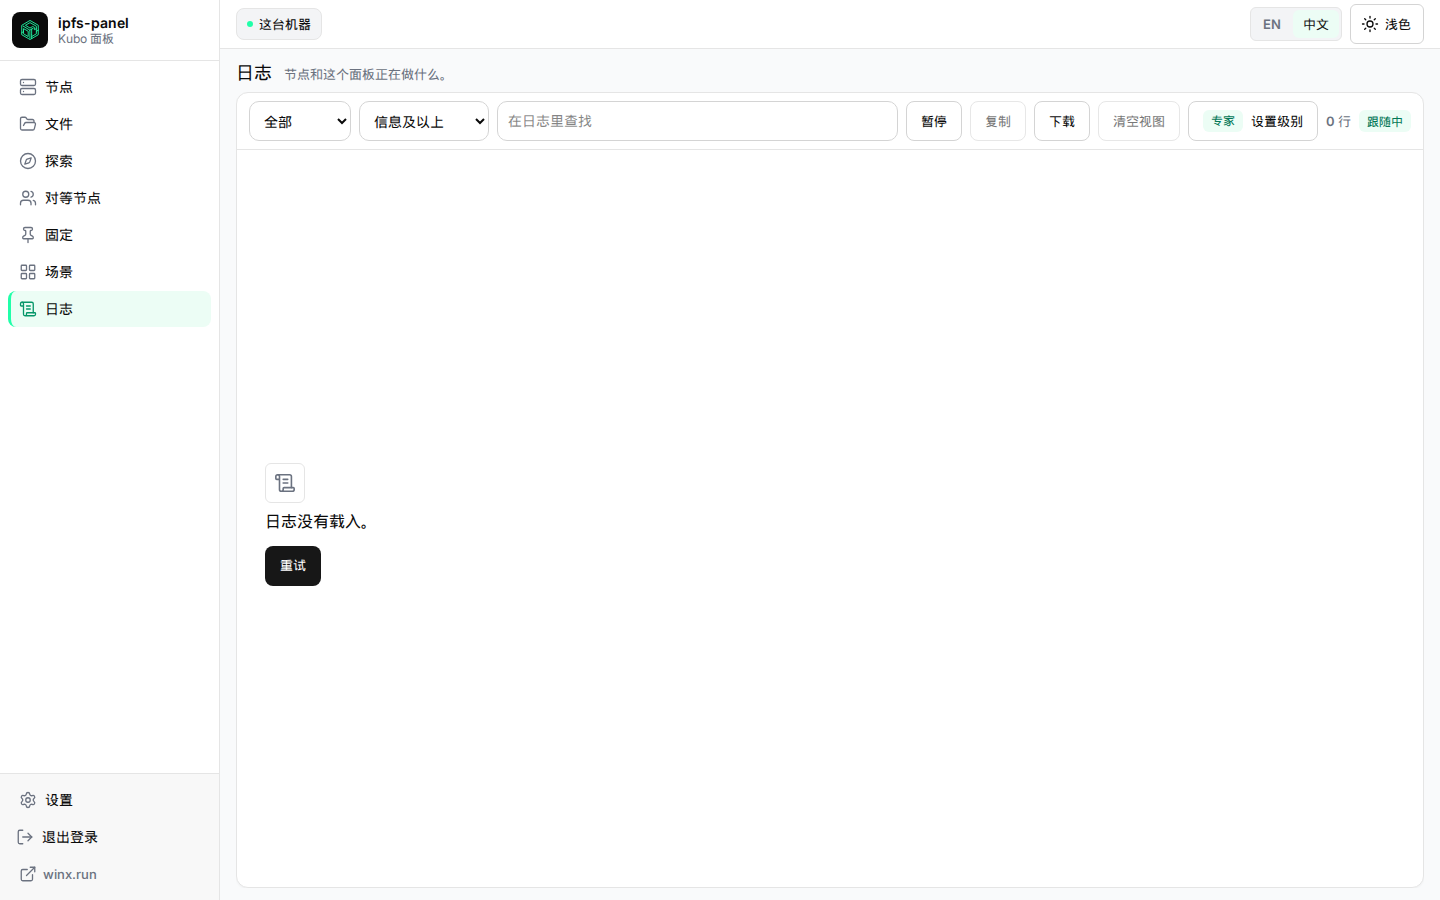 ipfs-panel
Kubo 面板
这台机器
EN 中文 浅色
节点
文件
探索
对等节点
固定
场景
日志
日志 节点和这个面板正在做什么。
全部 信息及以上 在日志里查找 暂停 复制 下载 清空视图 专家 设置级别 0 行 跟随中
日志没有载入。
重试
设置
退出登录
winx.run